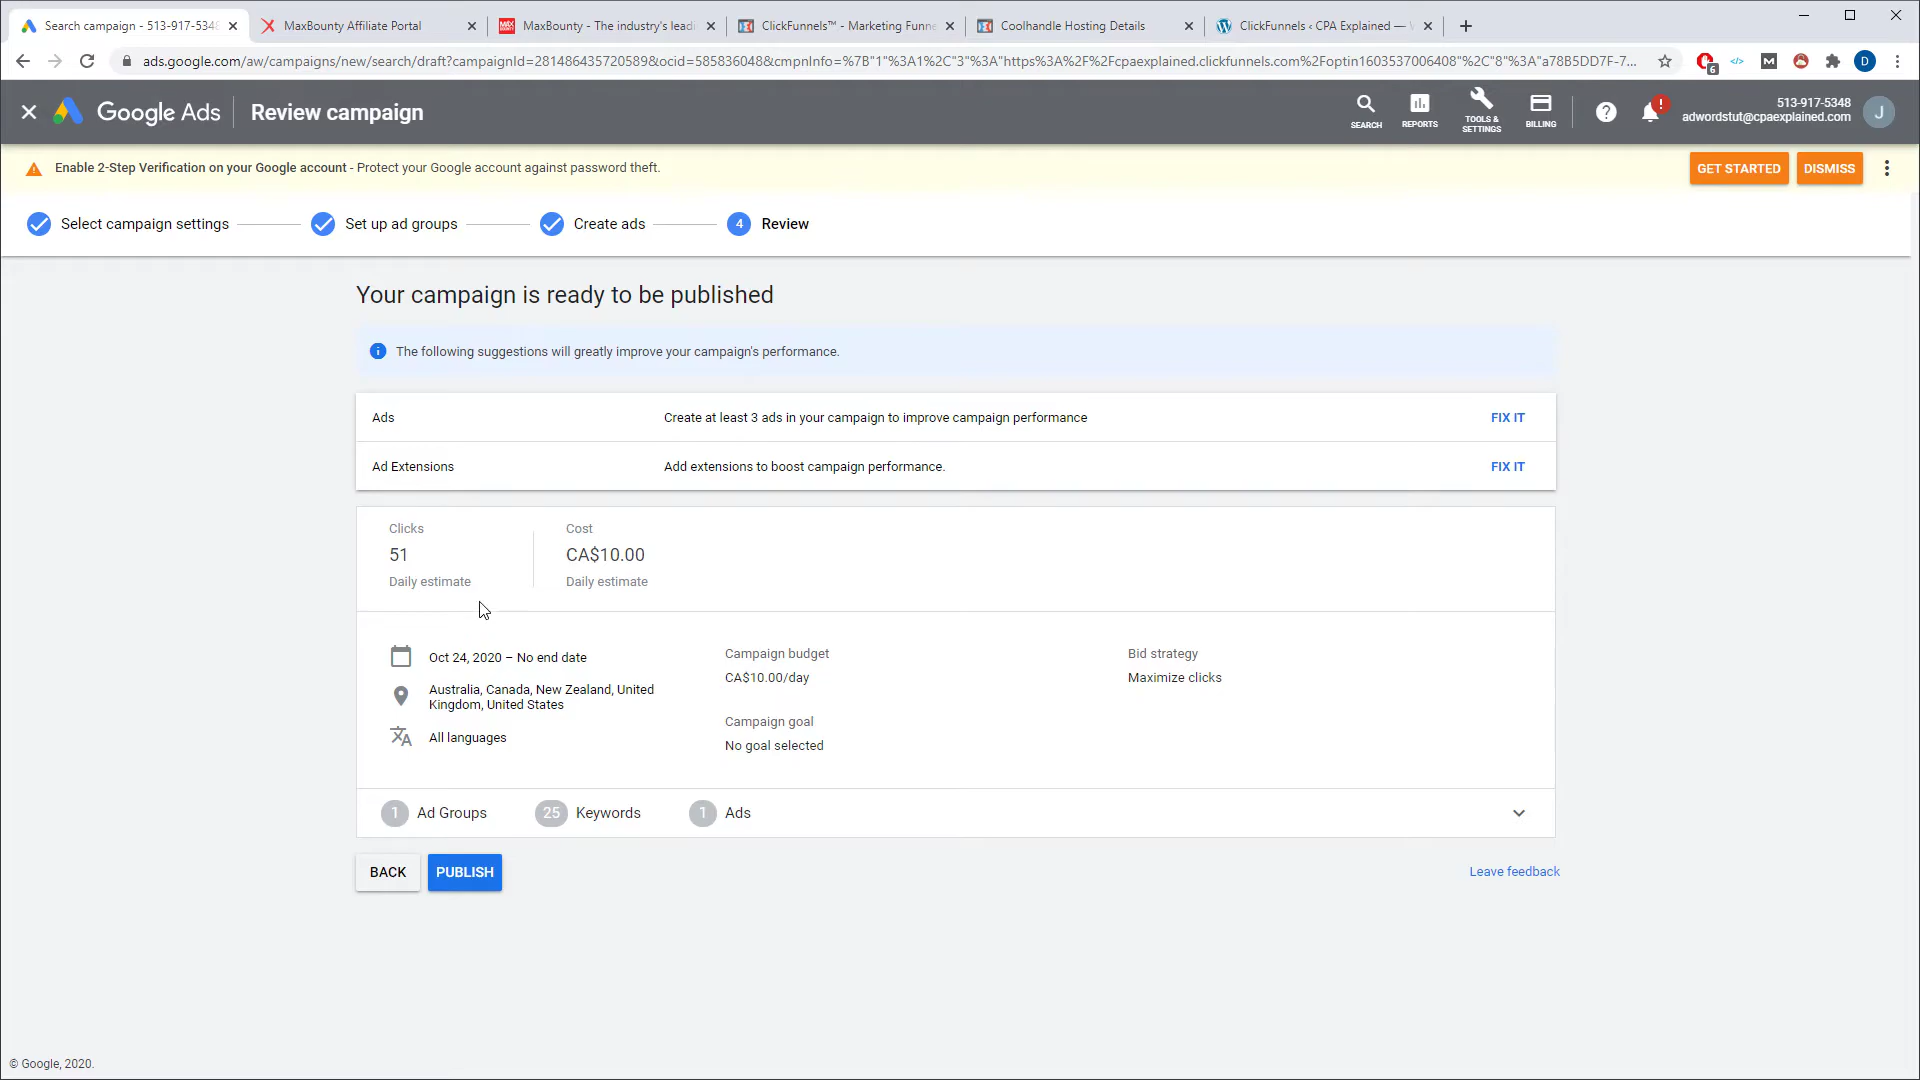 Search campaign - 513-917-5348
MaxBounty Affiliate Portal
MaxBounty - The industry's leadi
ClickFunnels™ - Marketing Funne
Coolhandle Hosting Details
ClickFunnels ‹ CPA Explained —
ads.google.com/aw/campaigns/new/search/draft?campaignId=281486435720589&ocid=585836048&cmpnInfo=%7B"1"%3A1%2C"3"%3A"https%3A%2F%2Fcpaexplained.clickfunnels.com%2Foptin1603537006408"%2C"8"%3A"a78B5DD7F-7...
6
M
D
Google Ads
Review campaign
SEARCH
REPORTS
TOOLS &
SETTINGS
BILLING
?
!
513-917-5348
adwordstut@cpaexplained.com
J
Enable 2-Step Verification on your Google account - Protect your Google account against password theft.
GET STARTED
DISMISS
Select campaign settings
Set up ad groups
Create ads
4 Review
Your campaign is ready to be published
The following suggestions will greatly improve your campaign's performance.
Ads
Create at least 3 ads in your campaign to improve campaign performance
FIX IT
Ad Extensions
Add extensions to boost campaign performance.
FIX IT
Clicks
51
Daily estimate
Cost
CA$10.00
Daily estimate
Oct 24, 2020 – No end date
Australia, Canada, New Zealand, United
Kingdom, United States
All languages
Campaign budget
CA$10.00/day
Campaign goal
No goal selected
Bid strategy
Maximize clicks
1 Ad Groups
25 Keywords
1 Ads
BACK
PUBLISH
Leave feedback
© Google, 2020.